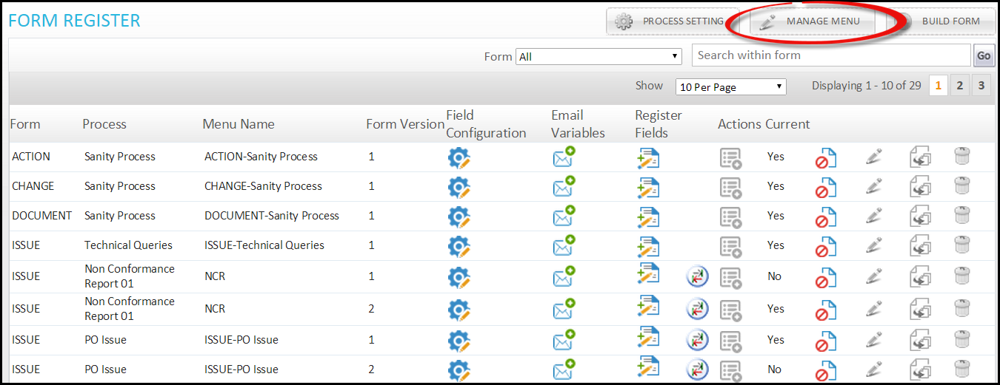 FORM REGISTER
PROCESS SETTING MANAGE MENU BUILD FORM
Form All Search within form Go
Show 10 Per Page Displaying 1 - 10 of 29 1 2 3
Form Process Menu Name Form Version Field Configuration Email Variables Register Fields Actions Current
ACTION Sanity Process ACTION-Sanity Process 1 Yes
CHANGE Sanity Process CHANGE-Sanity Process 1 Yes
DOCUMENT Sanity Process DOCUMENT-Sanity Process 1 Yes
ISSUE Technical Queries ISSUE-Technical Queries 1 Yes
ISSUE Non Conformance Report 01 NCR 1 No
ISSUE Non Conformance Report 01 NCR 2 Yes
ISSUE PO Issue ISSUE-PO Issue 1 Yes
ISSUE PO Issue ISSUE-PO Issue 2 No